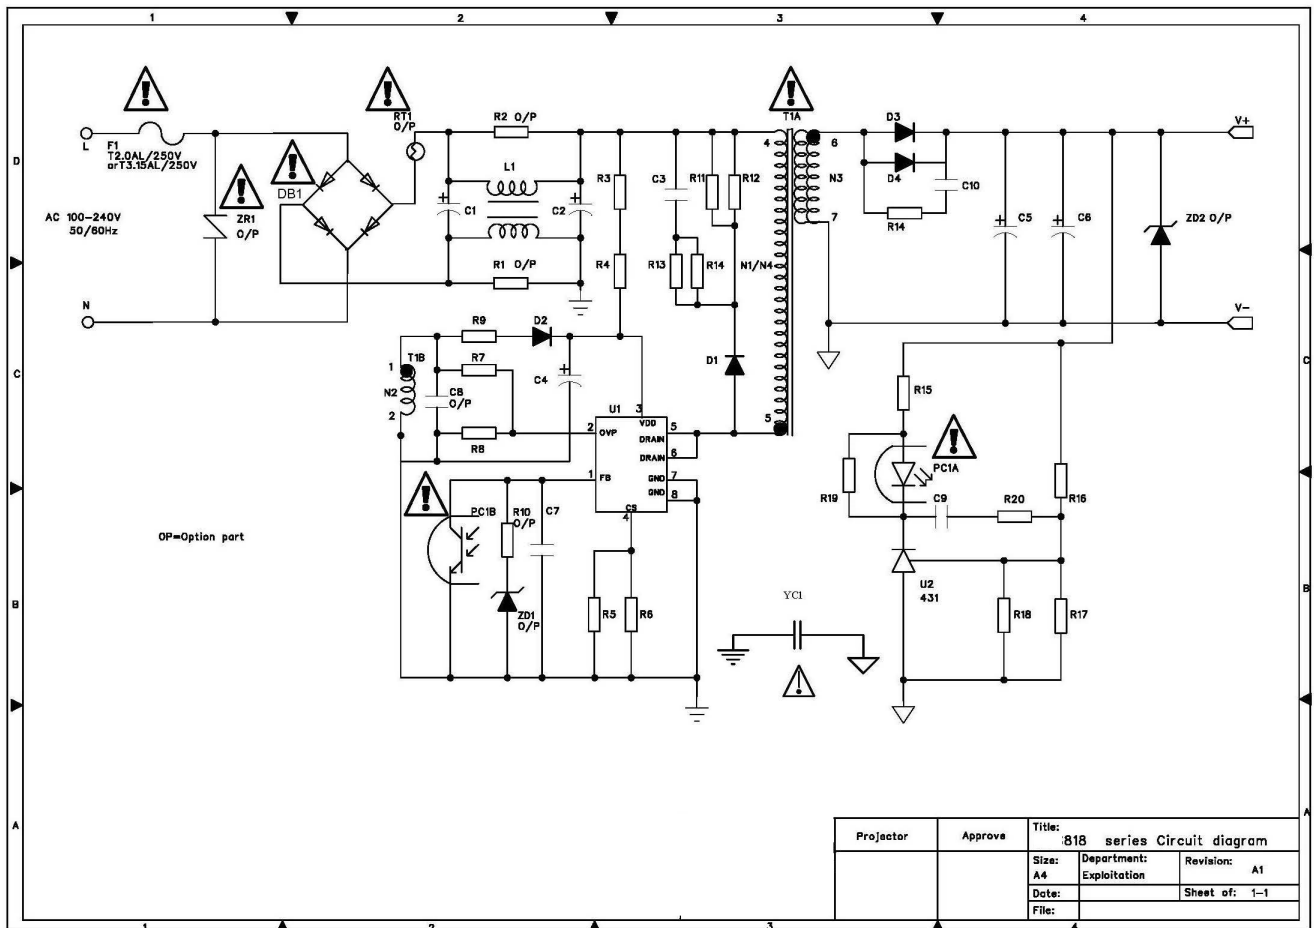 1 2 3 4
D
C
B
A
D
C
B
A
L
F1
T2.0AL/250V
orT3.15AL/250V
AC 100-240V
50/60Hz
N
ZR1
O/P
DB1
RT1
O/P
R2 O/P
L1
C1
C2
R1 O/P
R3
R4
C3
R11
R12
R13
R14
N1/N4
D1
T1A
4
5
6
N3
7
D3
D4
C10
R14
C5
C6
ZD2 O/P
V+
V-
R9
D2
T1B
1
N2
2
R7
C8
O/P
R8
C4
U1
3
VDD
2 OVP
DRAIN 5
DRAIN 6
1 FB
GND 7
GND 8
CS
4
PC1B
R10
O/P
C7
ZD1
O/P
R5
R6
OP=Option part
YC1
R15
PC1A
R19
C9
R20
R16
U2
431
R18
R17
Projector
Approve
Title:
818 series Circuit diagram
Size:
A4
Department:
Exploitation
Revision:
A1
Date:
Sheet of: 1-1
File:
1 2 3 4